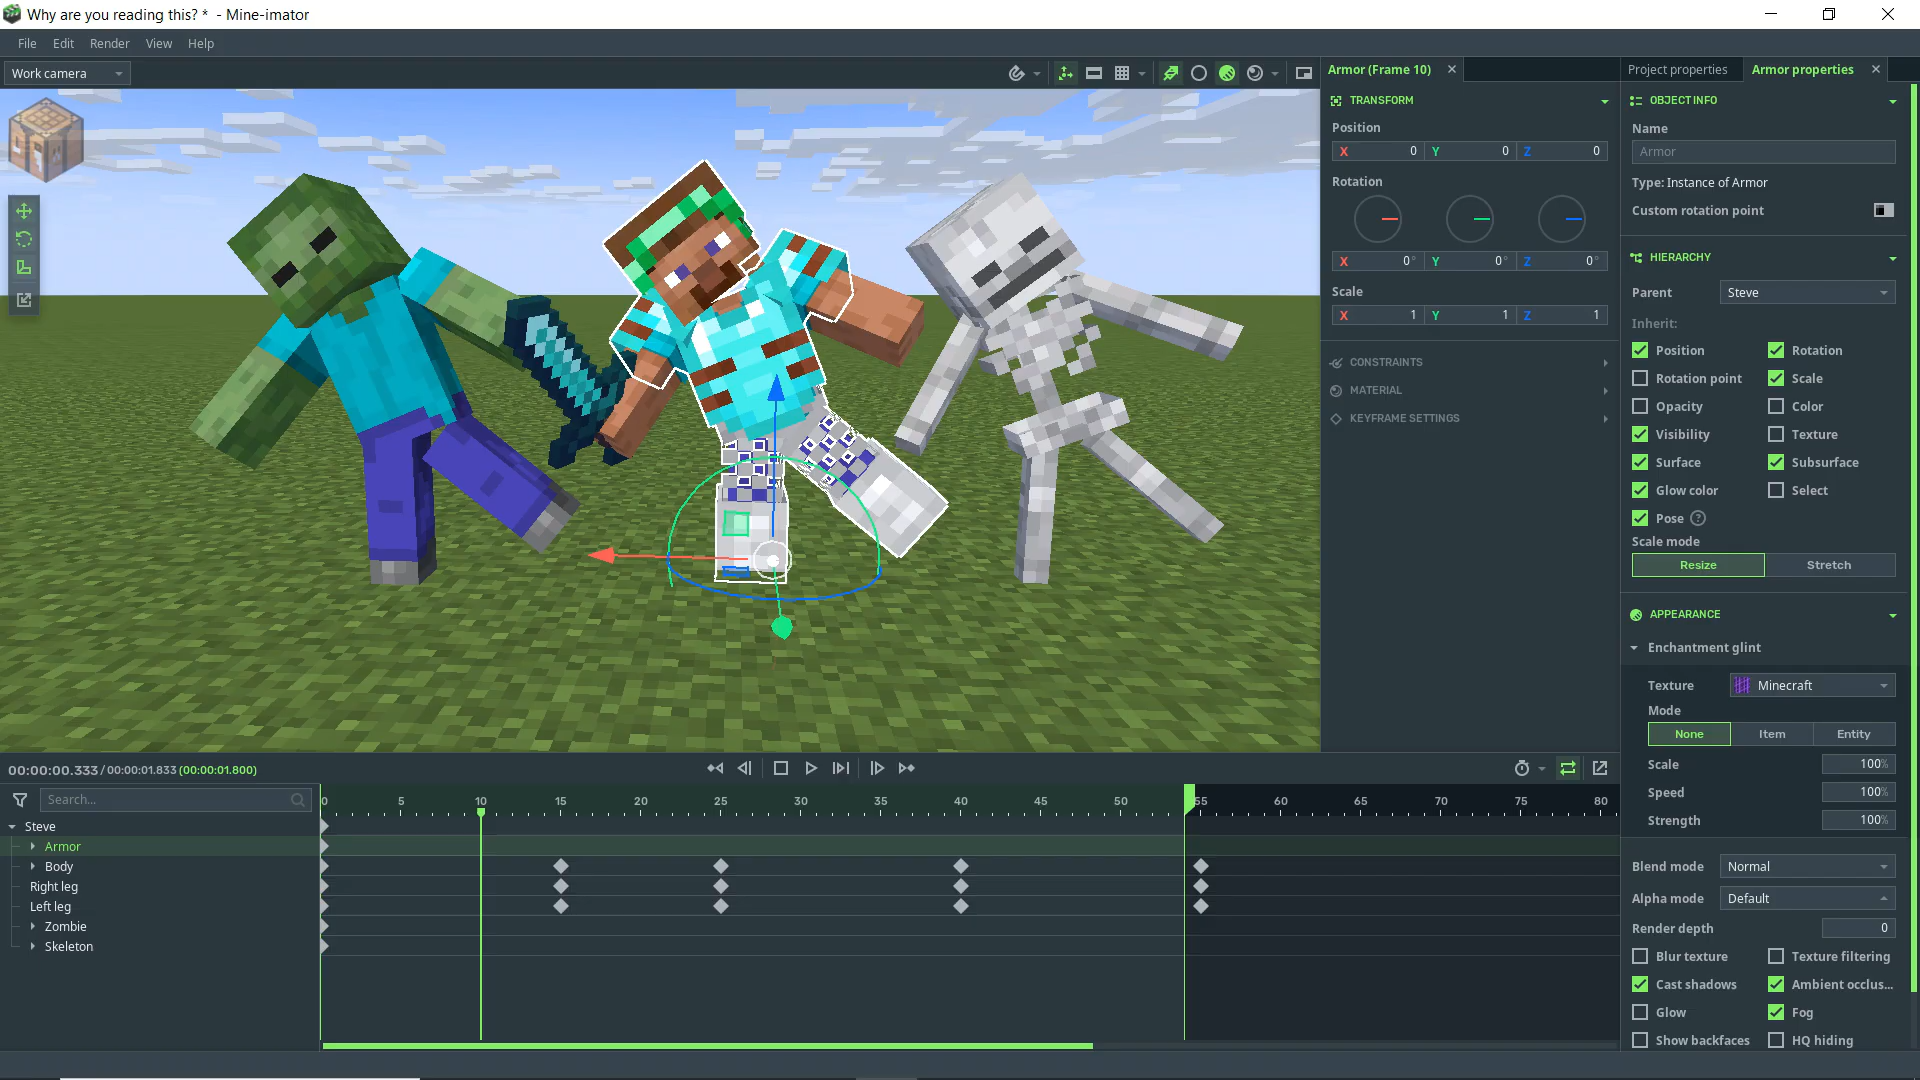 Why are you reading this? * - Mine-imator
File Edit Render View Help
Work camera
Armor (Frame 10)
Project properties
Armor properties
TRANSFORM
Position
X 0 Y 0 Z 0
Rotation
X 0° Y 0° Z 0°
Scale
X 1 Y 1 Z 1
CONSTRAINTS
MATERIAL
KEYFRAME SETTINGS
OBJECT INFO
Name
Armor
Type: Instance of Armor
Custom rotation point
HIERARCHY
Parent Steve
Inherit:
Position Rotation
Rotation point Scale
Opacity Color
Visibility Texture
Surface Subsurface
Glow color Select
Pose ?
Scale mode
Resize Stretch
APPEARANCE
Enchantment glint
Texture Minecraft
Mode
None Item Entity
Scale 100%
Speed 100%
Strength 100%
Blend mode Normal
Alpha mode Default
Render depth 0
Blur texture Texture filtering
Cast shadows Ambient occlus...
Glow Fog
Show backfaces HQ hiding
00:00:00.333 / 00:00:01.833 (00:00:01.800)
Search...
0 5 10 15 20 25 30 35 40 45 50 55 60 65 70 75 80
Steve
Armor
Body
Right leg
Left leg
Zombie
Skeleton